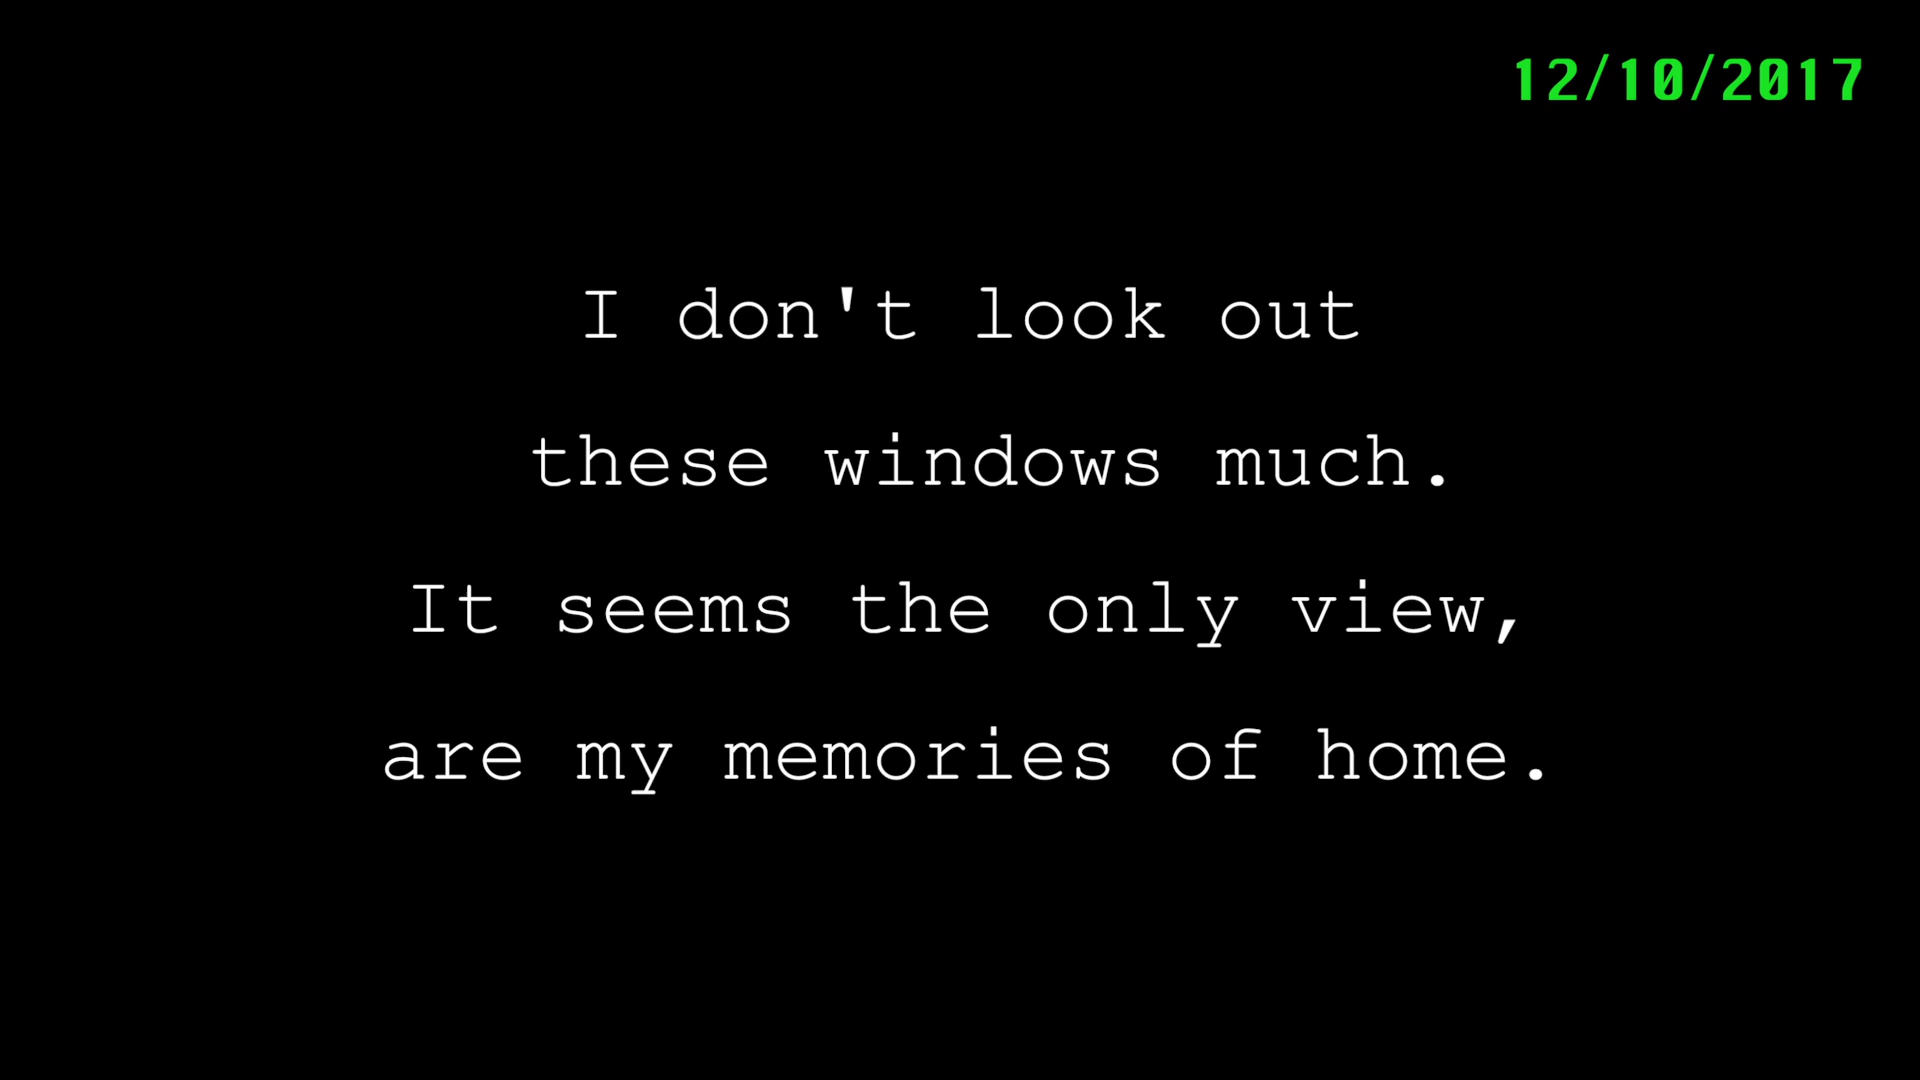 12/10/2017
I don't look out
these windows much.
It seems the only view,
are my memories of home.